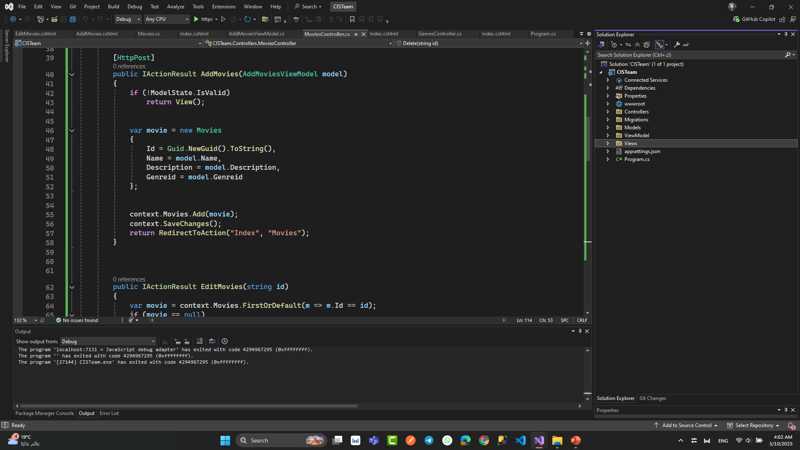 File Edit View Git Project Build Debug Test Analyze Tools Extensions Window Help Search CISTeam
Debug Any CPU https GitHub Copilot
EditMovies.cshtml AddMovies.cshtml Movies.cs Index.cshtml AddMovies.cshtml MoviesController.cs Index.cshtml GenresController.cs Index.cshtml Program.cs
CISTeam CISTeam.Controllers.MoviesController Delete(string id)
Server Explorer
38
39 [HttpPost]
0 references
40 public IActionResult AddMovies(AddMoviesViewModel model)
41 {
42 if (!ModelState.IsValid)
43 return View();
44
45
46 var movie = new Movies
47 {
48 Id = Guid.NewGuid().ToString(),
49 Name = model.Name,
50 Description = model.Description,
51 Genreid = model.Genreid
52 };
53
54
55 context.Movies.Add(movie);
56 context.SaveChanges();
57 return RedirectToAction("Index", "Movies");
58 }
59
60
61
0 references
62 public IActionResult EditMovies(string id)
63 {
64 var movie = context.Movies.FirstOrDefault(m => m.Id == id);
65 if (movie == null)
No issues found Ln: 114 Ch: 53 SPC CRLF
Output
Show output from: Debug
The program 'localhost:7131 = JavaScript debug adapter' has exited with code 4294967295 (0xffffffff).
The program '' has exited with code 4294967295 (0xffffffff).
The program '[27144] CISTeam.exe' has exited with code 4294967295 (0xffffffff).
Package Manager Console Output Error List
Solution Explorer
Search Solution Explorer (Ctrl+;)
Solution 'CISTeam' (1 of 1 project)
CISTeam
Connected Services
Dependencies
Properties
wwwroot
Controllers
Migrations
Models
ViewModel
Views
appsettings.json
Program.cs
Solution Explorer Git Changes
Properties
Ready Add to Source Control Select Repository
19°C
Search
ENG
4:02 AM
5/10/2025